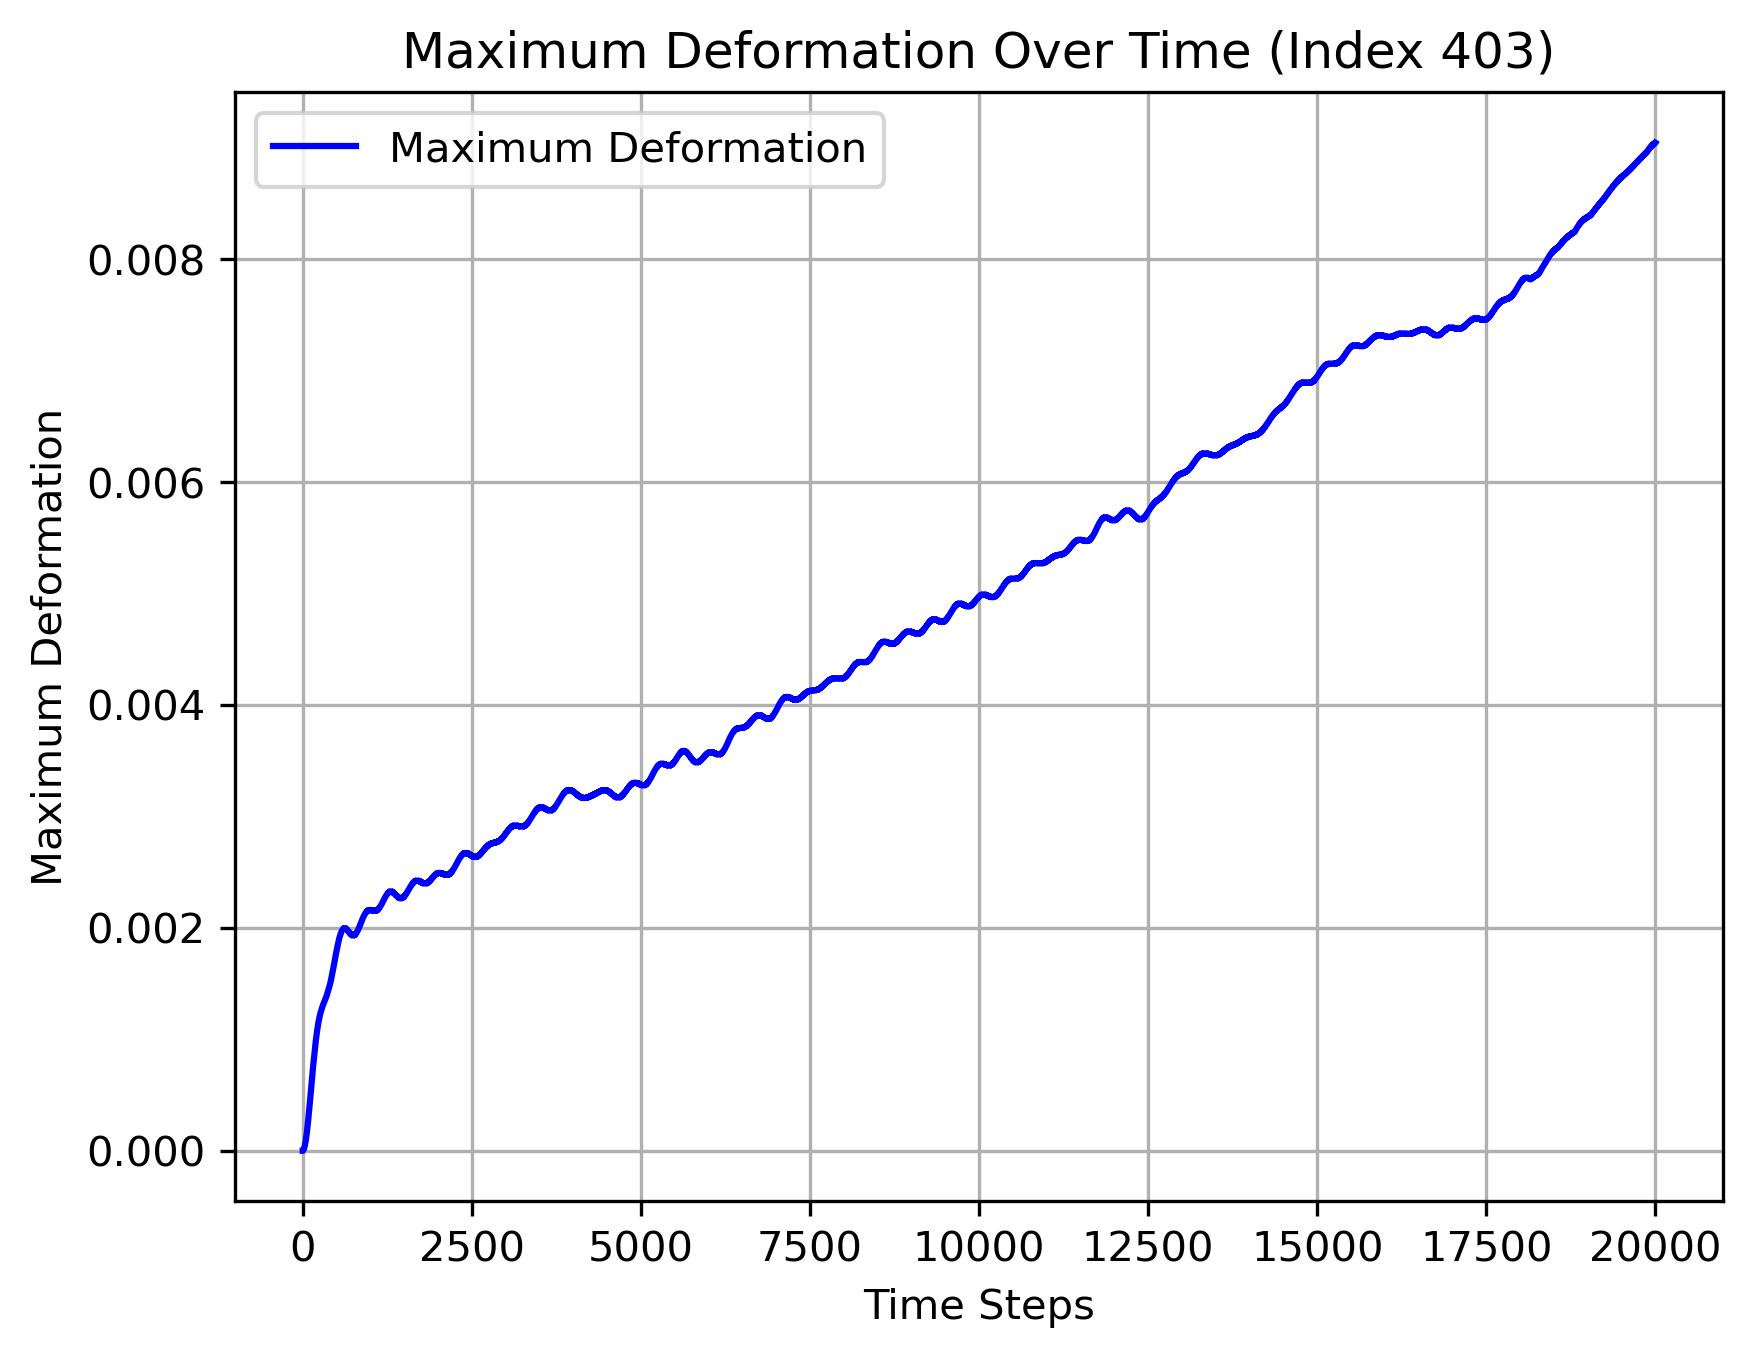 Maximum Deformation Over Time (Index 403)
Maximum Deformation
Maximum Deformation
0.008
0.006
0.004
0.002
0.000
0 2500 5000 7500 10000 12500 15000 17500 20000
Time Steps